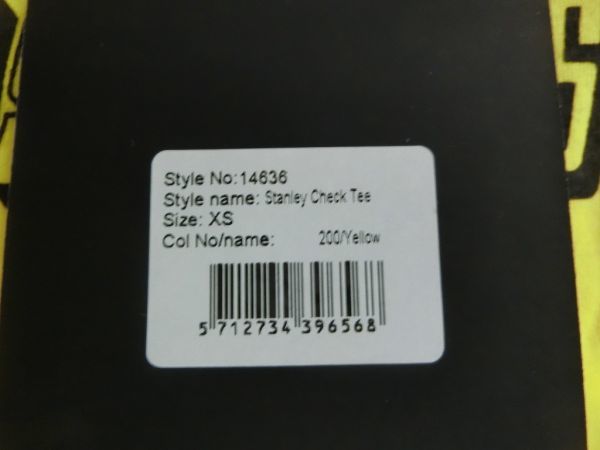 Style No:14636
Style name: Stanley Check Tee
Size: XS
Col No/name: 200/Yellow
5 712734 396568